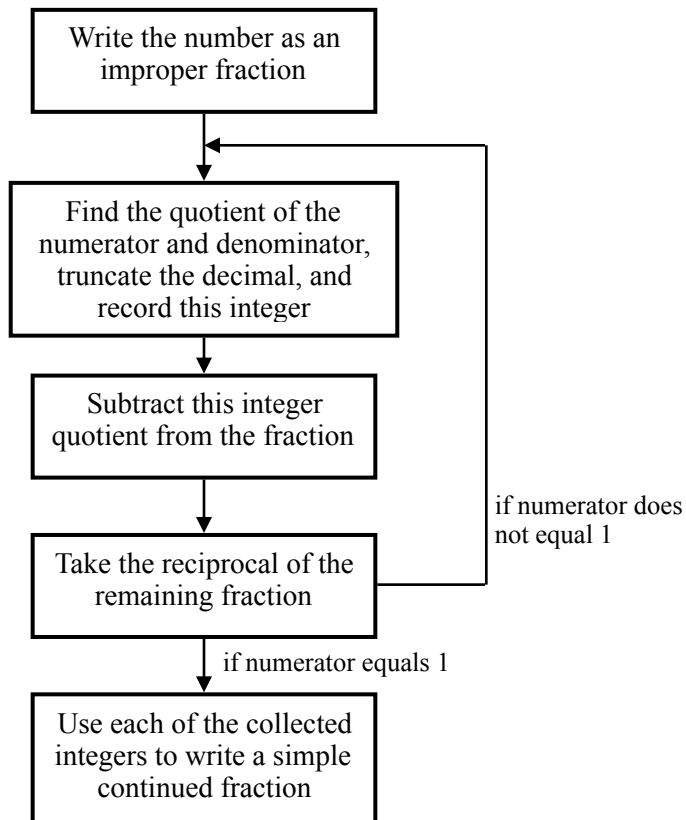 Write the number as an
improper fraction
Find the quotient of the
numerator and denominator,
truncate the decimal, and
record this integer
Subtract this integer
quotient from the fraction
if numerator does
not equal 1
Take the reciprocal of the
remaining fraction
if numerator equals 1
Use each of the collected
integers to write a simple
continued fraction